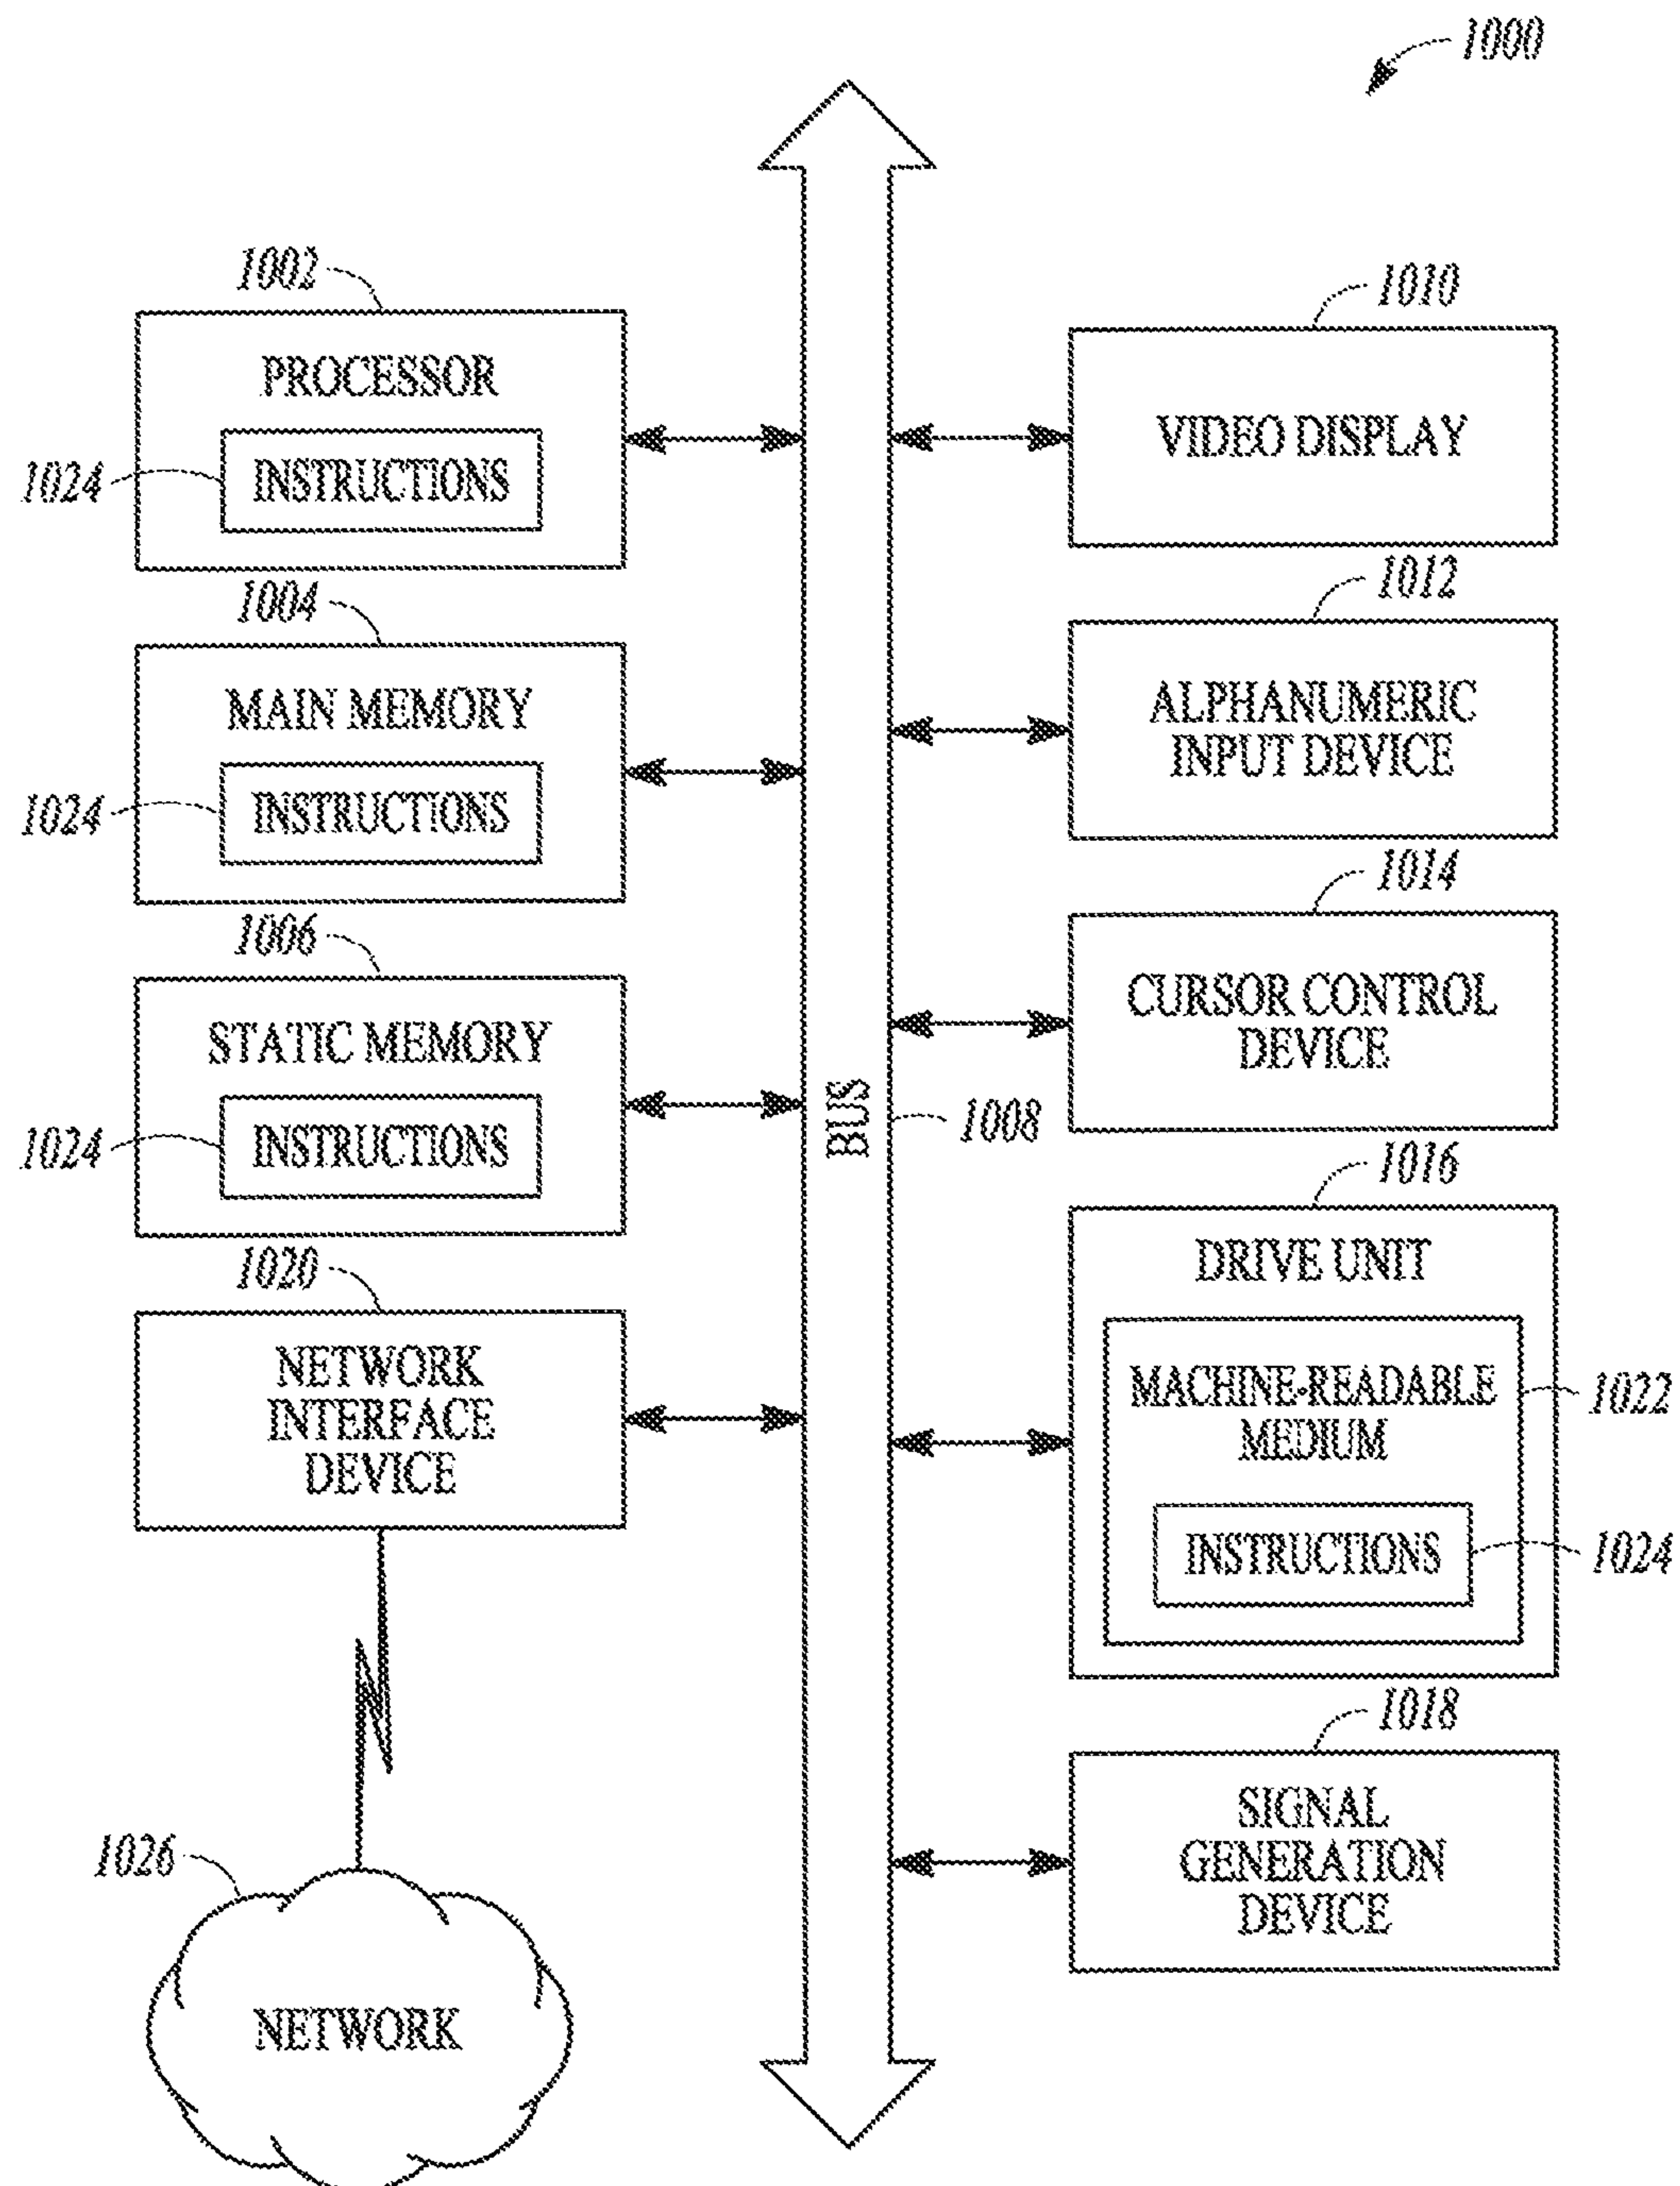 1000
1002
PROCESSOR
1024
INSTRUCTIONS
1004
MAIN MEMORY
1024
INSTRUCTIONS
1006
STATIC MEMORY
1024
INSTRUCTIONS
1020
NETWORK
INTERFACE
DEVICE
1026
NETWORK
BUS
1008
1010
VIDEO DISPLAY
1012
ALPHANUMERIC
INPUT DEVICE
1014
CURSOR CONTROL
DEVICE
1016
DRIVE UNIT
MACHINE-READABLE
MEDIUM
1022
INSTRUCTIONS
1024
1018
SIGNAL
GENERATION
DEVICE